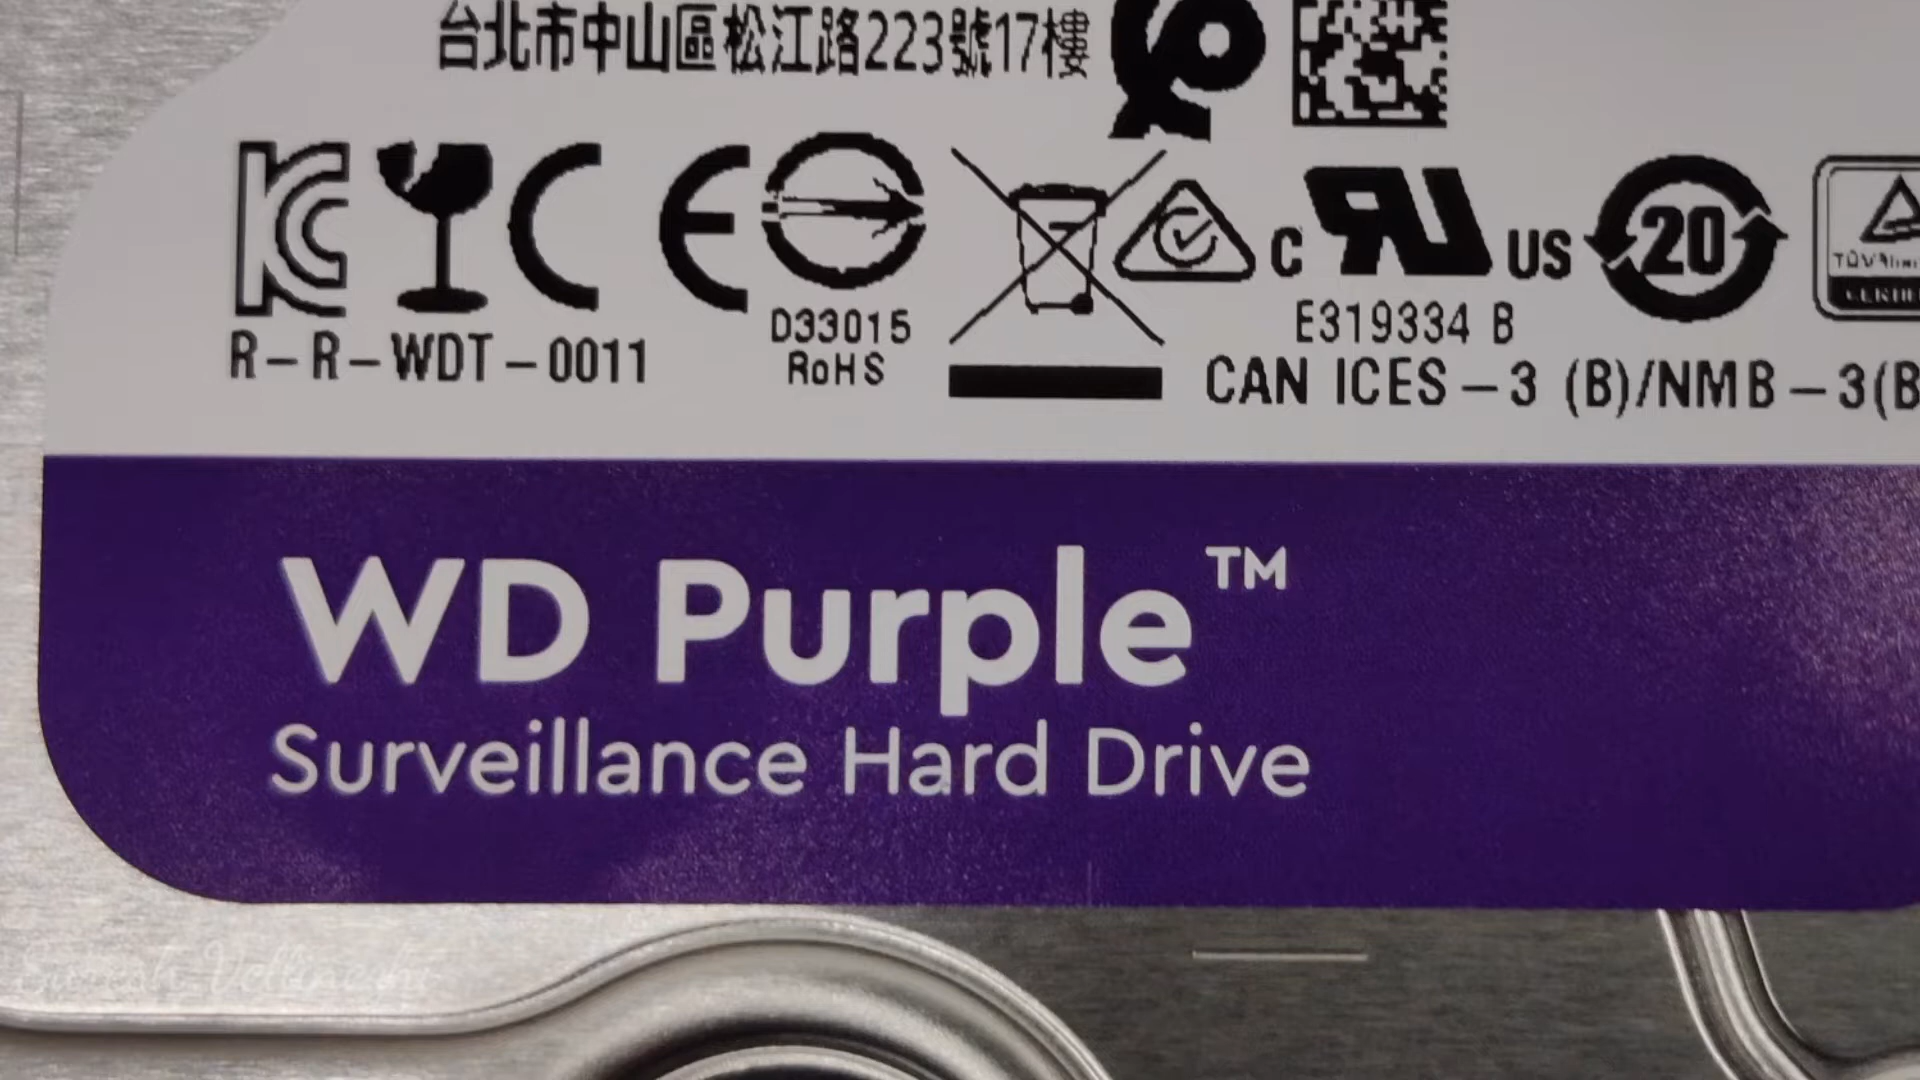 台北市中山區松江路223號17樓
R-R-WDT-0011
D33015
RoHS
C US
E319334 B
CAN ICES-3 (B)/NMB-3(B
20
WD Purple™
Surveillance Hard Drive